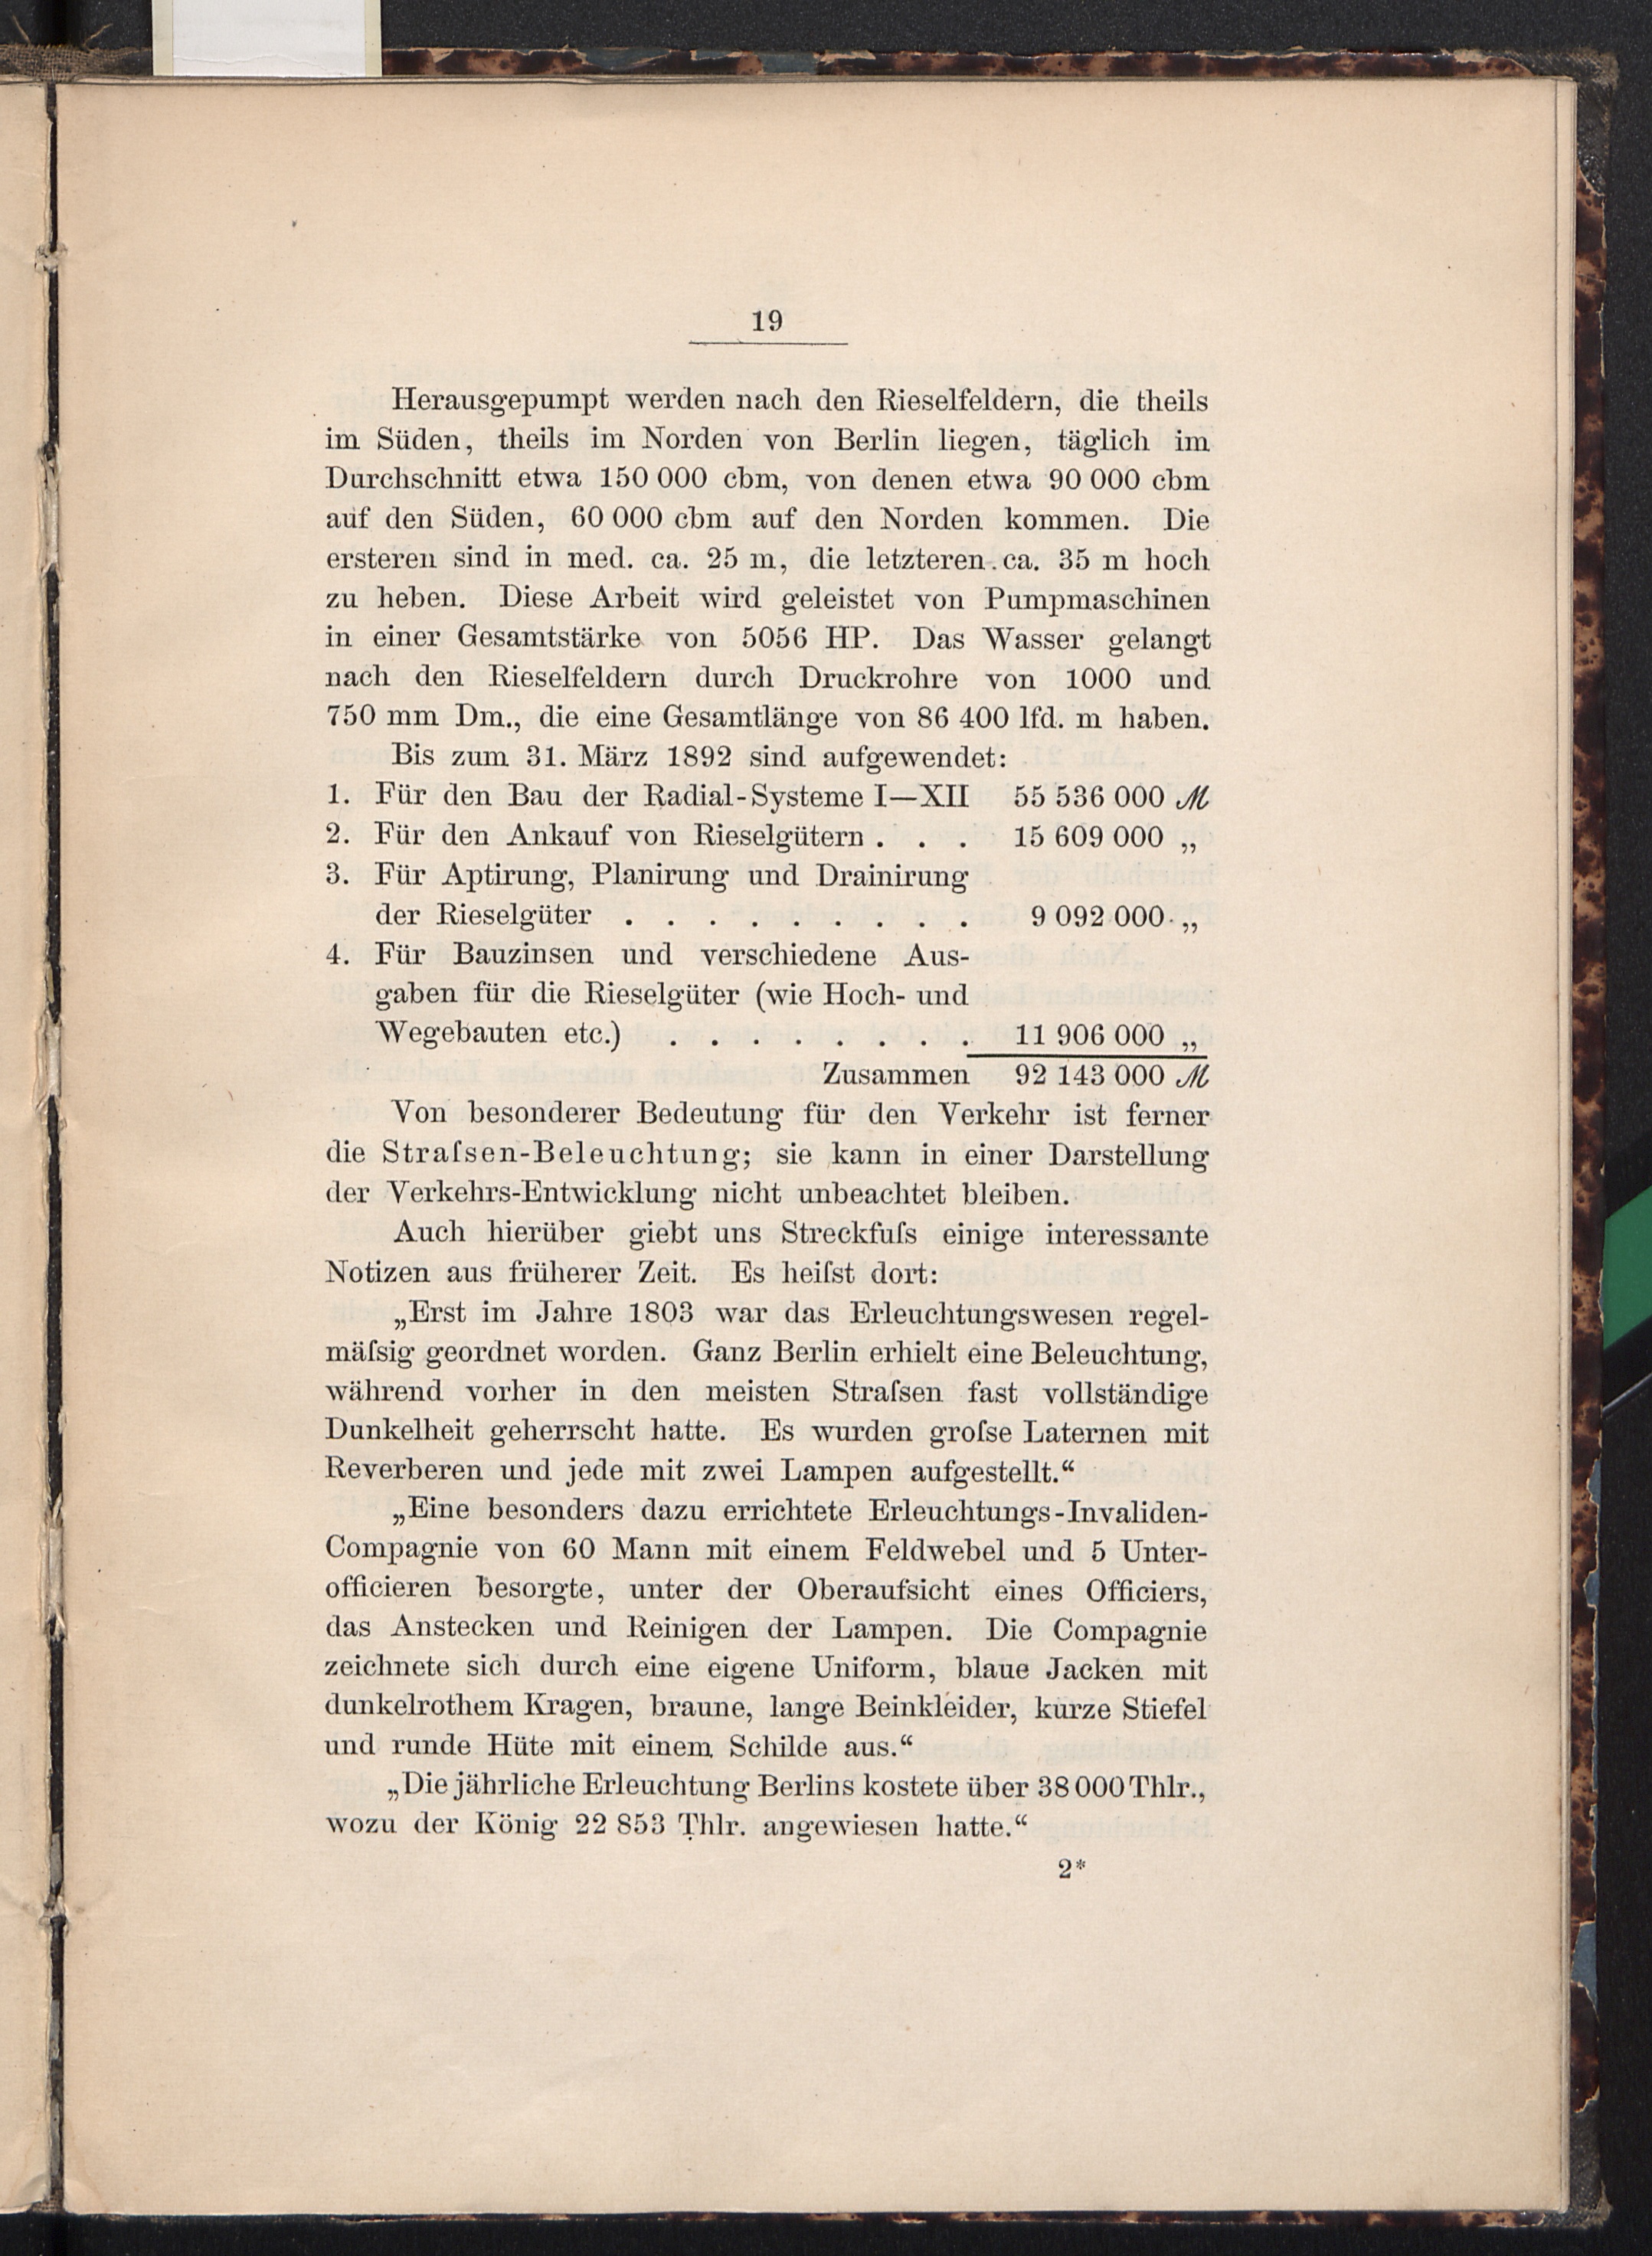 19
Herausgepumpt werden nach den Rieselfeldern, die theils
im Süden, theils im Norden von Berlin liegen, täglich im
Durchschnitt etwa 150 000 cbm, von denen etwa 90 000 cbm
auf den Süden, 60 000 cbm auf den Norden kommen. Die
ersteren sind in med. ca. 25 m, die letzteren ca. 35 m hoch
zu heben. Diese Arbeit wird geleistet von Pumpmaschinen
in einer Gesamtstärke von 5056 HP. Das Wasser gelangt
nach den Rieselfeldern durch Druckrohre von 1000 und
750 mm Dm., die eine Gesamtlänge von 86 400 lfd. m haben.
Bis zum 31. März 1892 sind aufgewendet:
1. Für den Bau der Radial-Systeme I—XII 55 536 000 ℳ
2. Für den Ankauf von Rieselgütern . . . 15 609 000 „
3. Für Aptirung, Planirung und Drainirung
der Rieselgüter . . . . . . . . . 9 092 000 „
4. Für Bauzinsen und verschiedene Aus-
gaben für die Rieselgüter (wie Hoch- und
Wegebauten etc.) . . . . . . . . 11 906 000 „
Zusammen 92 143 000 ℳ
Von besonderer Bedeutung für den Verkehr ist ferner
die Straſsen-Beleuchtung; sie kann in einer Darstellung
der Verkehrs-Entwicklung nicht unbeachtet bleiben.
Auch hierüber giebt uns Streckfuſs einige interessante
Notizen aus früherer Zeit. Es heiſst dort:
„Erst im Jahre 1803 war das Erleuchtungswesen regel-
mäſsig geordnet worden. Ganz Berlin erhielt eine Beleuchtung,
während vorher in den meisten Straſsen fast vollständige
Dunkelheit geherrscht hatte. Es wurden groſse Laternen mit
Reverberen und jede mit zwei Lampen aufgestellt.“
„Eine besonders dazu errichtete Erleuchtungs-Invaliden-
Compagnie von 60 Mann mit einem Feldwebel und 5 Unter-
officieren besorgte, unter der Oberaufsicht eines Officiers,
das Anstecken und Reinigen der Lampen. Die Compagnie
zeichnete sich durch eine eigene Uniform, blaue Jacken mit
dunkelrothem Kragen, braune, lange Beinkleider, kurze Stiefel
und runde Hüte mit einem Schilde aus.“
„Die jährliche Erleuchtung Berlins kostete über 38 000 Thlr.,
wozu der König 22 853 Thlr. angewiesen hatte.“
2*